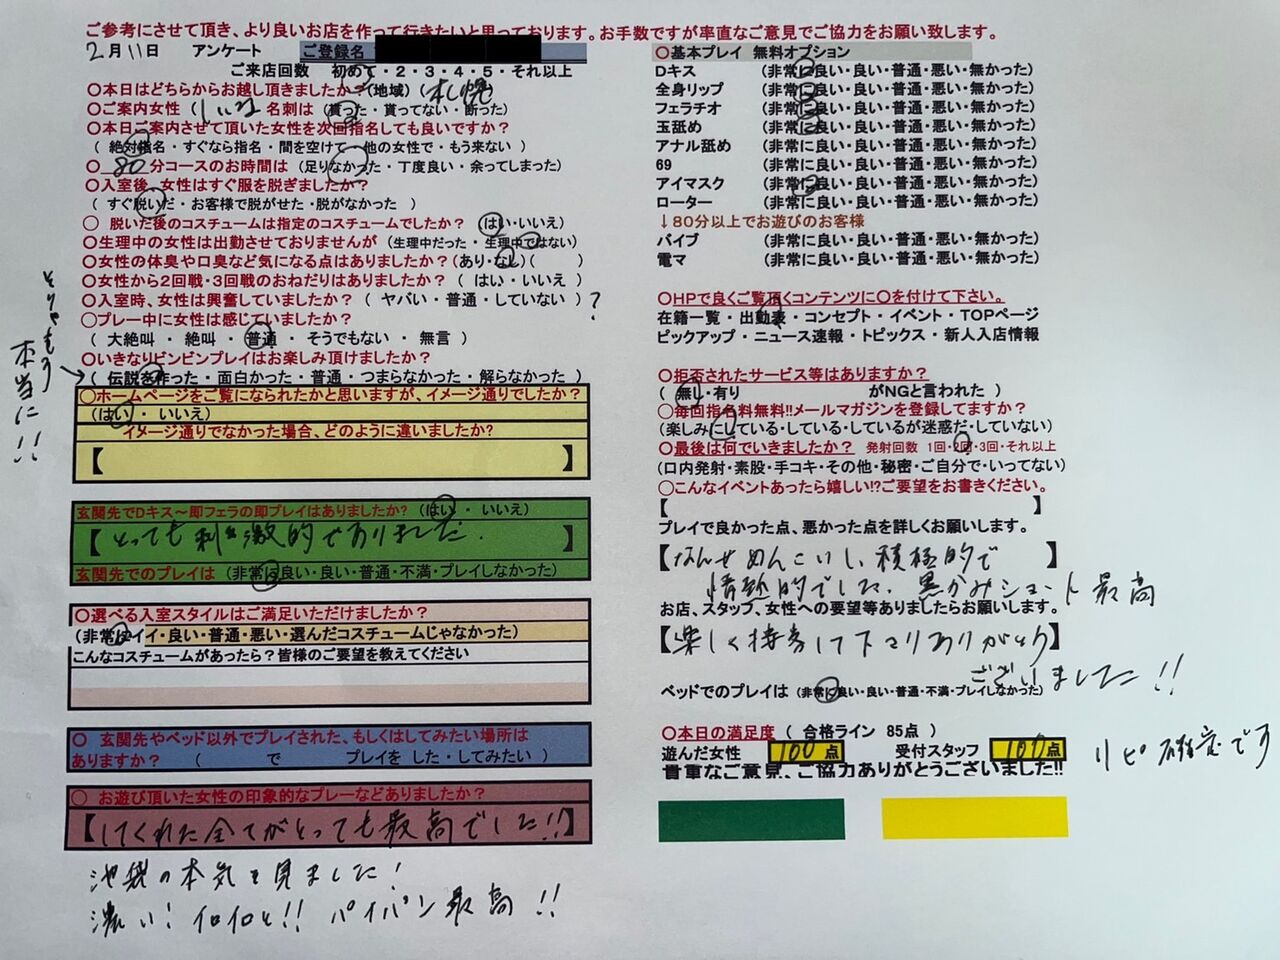 ご参考にさせて頂き、より良いお店を作って行きたいと思っております。お手数ですが率直なご意見でご協力をお願い致します。
2月11日 アンケート ご登録名
ご来店回数 初めて・2・3・4・5・それ以上
〇本日はどちらからお越し頂きましたか？(地域)(札幌)
〇ご案内女性 (しいな 名刺は (貰った・貰ってない・断った)
〇本日ご案内させて頂いた女性を次回指名しても良いですか？
( 絶対指名・すぐなら指名・間を空けて・他の女性で・もう来ない )
〇 80分コースのお時間は (足りなかった・丁度良い・余ってしまった)
〇入室後、女性はすぐ服を脱ぎましたか？
( すぐ脱いだ・お客様で脱がせた・脱がなかった )
〇 脱いだ後のコスチュームは指定のコスチュームでしたか？ (はい・いいえ)
〇生理中の女性は出勤させておりませんが (生理中だった・生理中ではない)
〇女性の体臭や口臭など気になる点はありましたか？(あり・なし)( )
〇女性から2回戦・3回戦のおねだりはありましたか？ ( はい・いいえ )
〇入室時、女性は興奮していましたか？ ( ヤバい・普通・していない ) ?
〇プレー中に女性は感じていましたか？
( 大絶叫 ・ 絶叫 ・ 普通 ・ そうでもない ・ 無言 )
〇いきなりビンビンプレイはお楽しみ頂けましたか？
( 伝説を作った・面白かった・普通・つまらなかった・解らなかった )
そりゃもう
本当に!!
〇ホームページをご覧になられたかと思いますが、イメージ通りでしたか？
(はい ・ いいえ)
イメージ通りでなかった場合、どのように違いましたか?
【 】
玄関先でDキス～即フェラの即プレイはありましたか? (はい ・ いいえ)
【 とっても刺激的でありました. 】
玄関先でのプレイは (非常に良い・良い・普通・不満・プレイしなかった)
〇選べる入室スタイルはご満足いただけましたか？
(非常にイイ・良い・普通・悪い・選んだコスチュームじゃなかった)
こんなコスチュームがあったら？皆様のご要望を教えてください
〇 玄関先やベッド以外でプレイされた、もしくはしてみたい場所は
ありますか？ ( で プレイを した・してみたい )
〇 お遊び頂いた女性の印象的なプレーなどありましたか？
【してくれた全てがとっても最高でした!!】
池袋の本気を見ました!
濃い! イロイロと!! パイパン最高!!
〇基本プレイ 無料オプション
Dキス (非常に良い・良い・普通・悪い・無かった)
全身リップ (非常に良い・良い・普通・悪い・無かった)
フェラチオ (非常に良い・良い・普通・悪い・無かった)
玉舐め (非常に良い・良い・普通・悪い・無かった)
アナル舐め (非常に良い・良い・普通・悪い・無かった)
69 (非常に良い・良い・普通・悪い・無かった)
アイマスク (非常に良い・良い・普通・悪い・無かった)
ローター (非常に良い・良い・普通・悪い・無かった)
↓80分以上でお遊びのお客様
バイブ (非常に良い・良い・普通・悪い・無かった)
電マ (非常に良い・良い・普通・悪い・無かった)
〇HPで良くご覧頂くコンテンツに〇を付けて下さい。
在籍一覧・出勤表・コンセプト・イベント・TOPページ
ピックアップ・ニュース速報・トピックス・新人入店情報
〇拒否されたサービス等はありますか？
( 無し・有り がNGと言われた )
〇毎回指名料無料!!メールマガジンを登録してますか？
(楽しみにしている・している・しているが迷惑だ・していない)
〇最後は何でいきましたか？ 発射回数 1回・2回・3回・それ以上
(口内発射・素股・手コキ・その他・秘密・ご自分で・いってない)
〇こんなイベントあったら嬉しい!?ご要望をお書きください。
【 】
プレイで良かった点、悪かった点を詳しくお願いします。
【なんせめんこいし、積極的で 】
情熱的でした. 黒かみショート最高
お店、スタッフ、女性への要望等ありましたらお願いします。
【楽しく接客して下さりありがとう】
ございました!!
ベッドでのプレイは (非常に良い・良い・普通・不満・プレイしなかった)
〇本日の満足度 ( 合格ライン 85点 )
遊んだ女性 100 点 受付スタッフ 100 点 リピ確定です
貴重なご意見、ご協力ありがとうございました!!